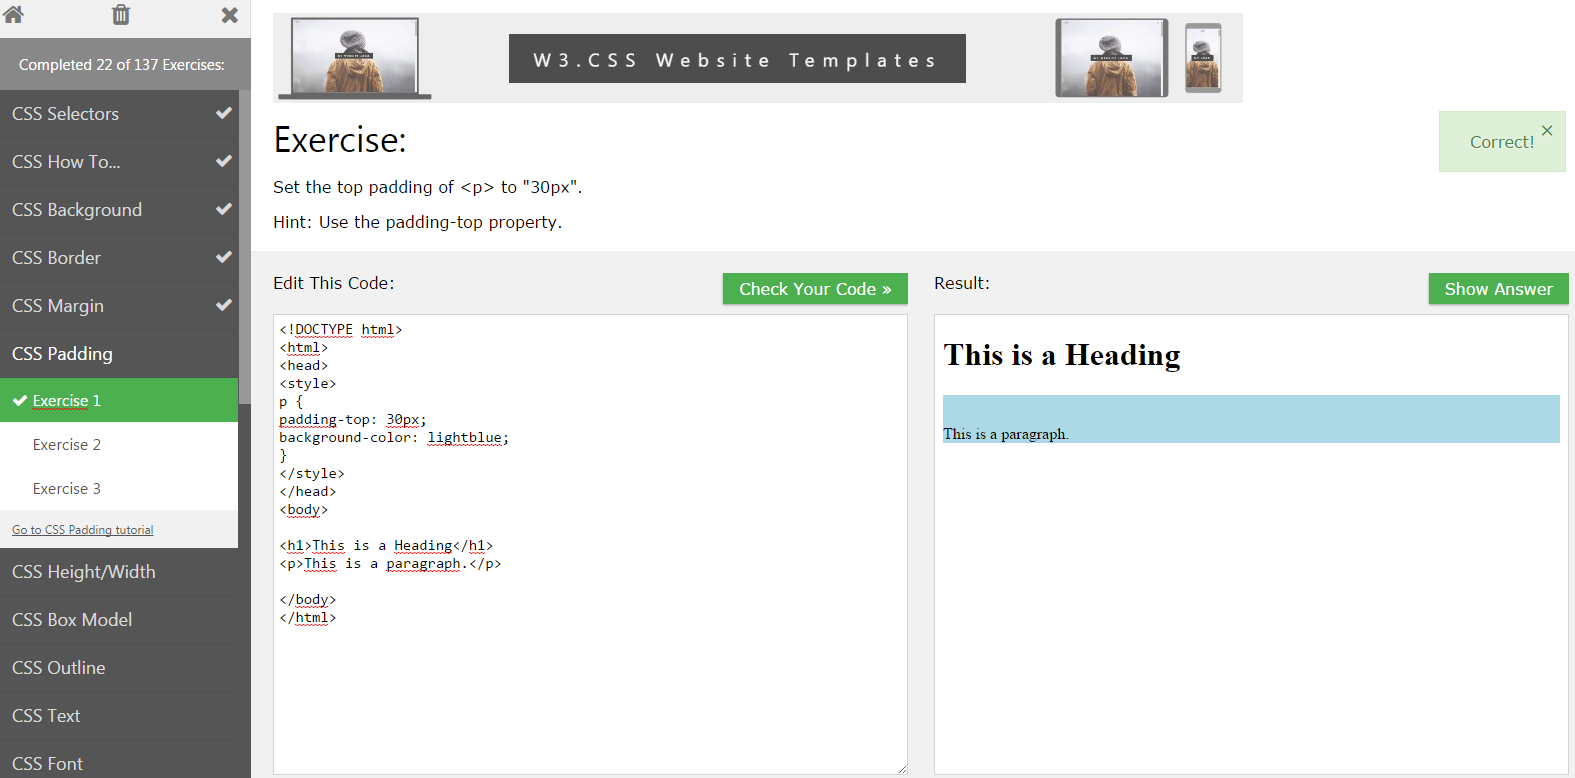 Completed 22 of 137 Exercises:
CSS Selectors
CSS How To...
CSS Background
CSS Border
CSS Margin
CSS Padding
Exercise 1
Exercise 2
Exercise 3
Go to CSS Padding tutorial
CSS Height/Width
CSS Box Model
CSS Outline
CSS Text
CSS Font
W3.CSS Website Templates
Exercise:
Correct!
×
Set the top padding of <p> to "30px".
Hint: Use the padding-top property.
Edit This Code:
Check Your Code »
<!DOCTYPE html>
<html>
<head>
<style>
p {
padding-top: 30px;
background-color: lightblue;
}
</style>
</head>
<body>
<h1>This is a Heading</h1>
<p>This is a paragraph.</p>
</body>
</html>
Result:
Show Answer
This is a Heading
This is a paragraph.